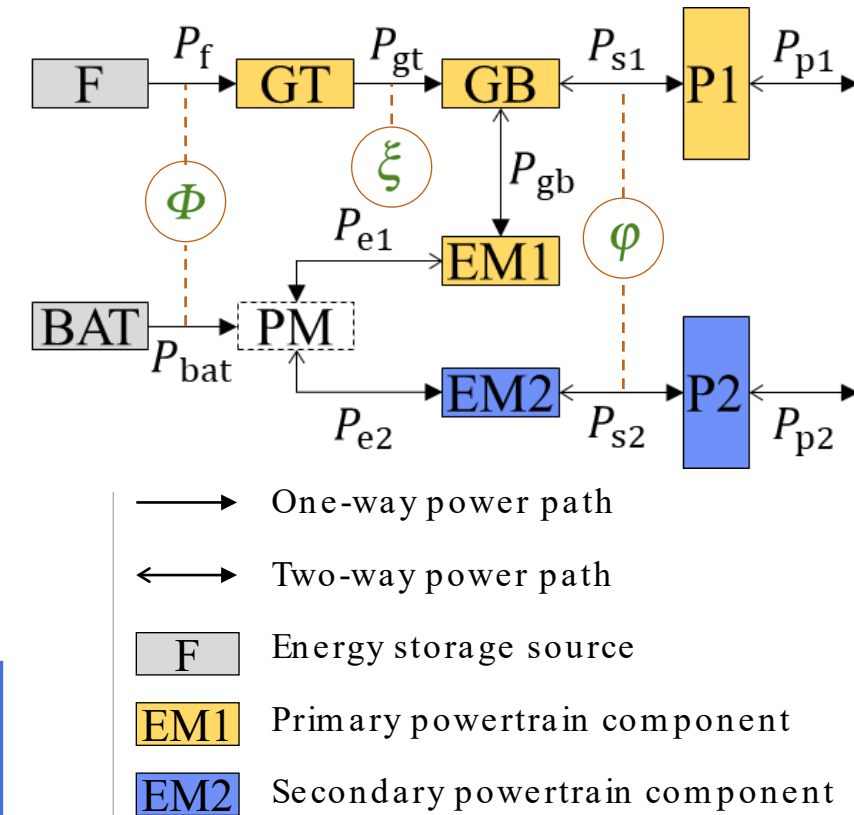 P_f P_gt P_s1 P_p1
F GT GB P1
Φ ξ P_gb φ
P_e1 EM1
BAT PM
P_bat EM2 P2
P_e2 P_s2 P_p2
One-way power path
Two-way power path
F Energy storage source
EM1 Primary powertrain component
EM2 Secondary powertrain component